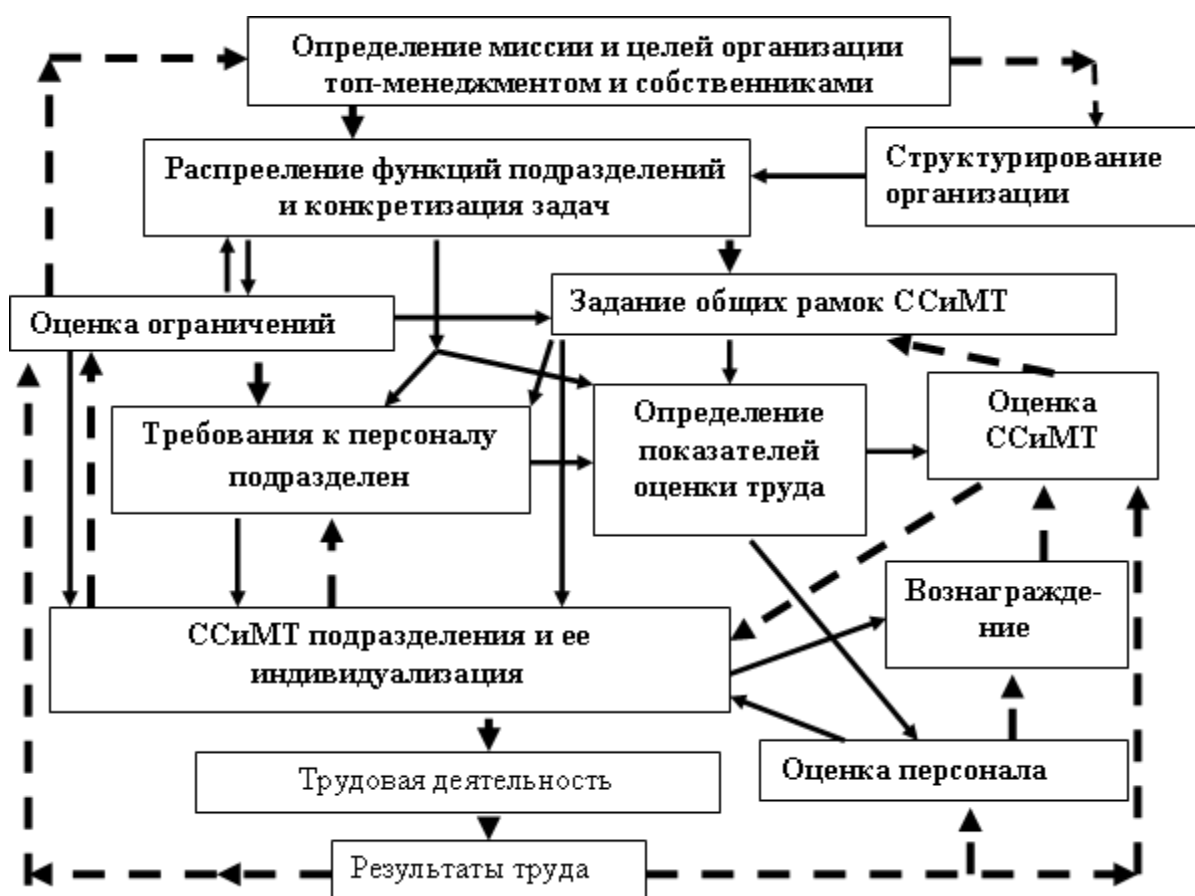 Определение миссии и целей организации
топ-менеджментом и собственниками
Структурирование
организации
Распрееление функций подразделений
и конкретизация задач
Оценка ограничений
Задание общих рамок ССиМТ
Требования к персоналу
подразделен
Определение
показателей
оценки труда
Оценка
ССиМТ
Вознагражде-
ние
ССиМТ подразделения и ее
индивидуализация
Оценка персонала
Трудовая деятельность
Результаты труда